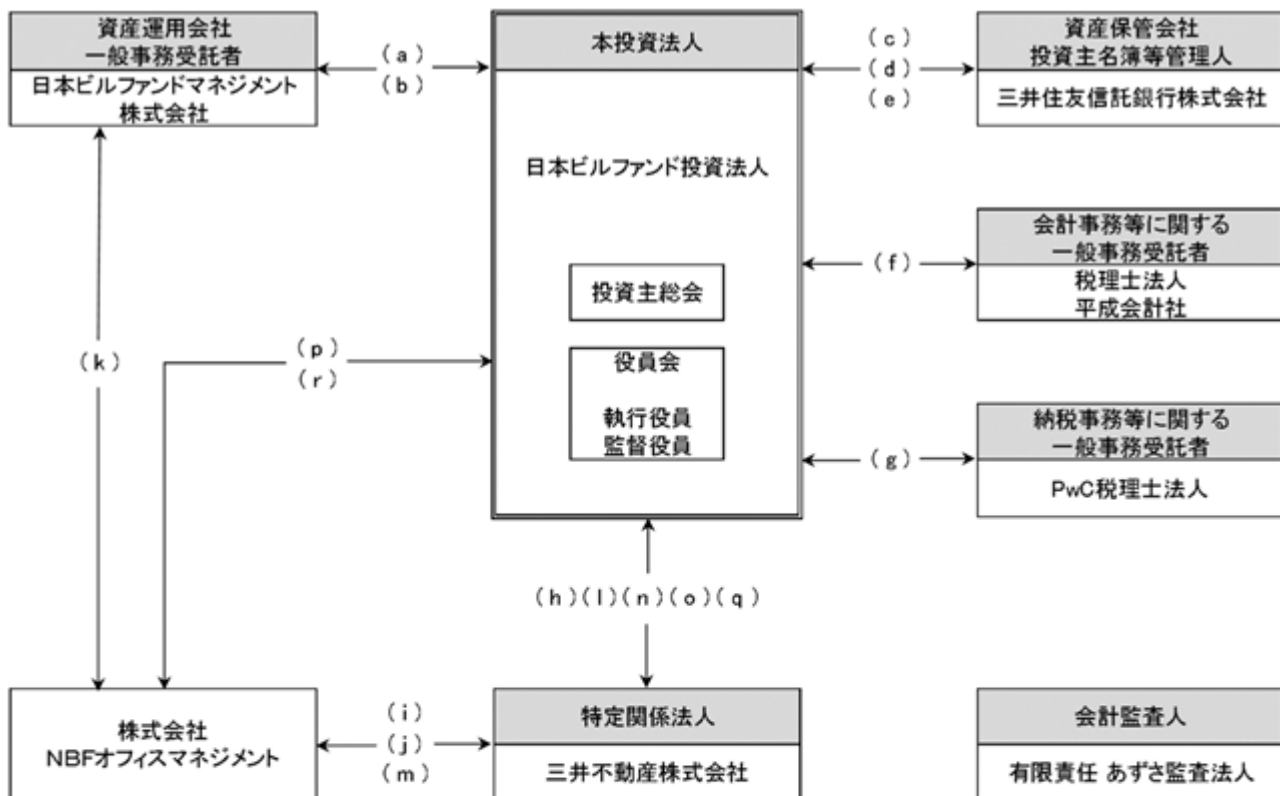 資産運用会社
一般事務受託者
日本ビルファンドマネジメント
株式会社
(a)
(b)
本投資法人
日本ビルファンド投資法人
投資主総会
役員会
執行役員
監督役員
(c)
(d)
(e)
資産保管会社
投資主名簿等管理人
三井住友信託銀行株式会社
(f)
会計事務等に関する
一般事務受託者
税理士法人
平成会計社
(g)
納税事務等に関する
一般事務受託者
PwC税理士法人
(k)
(p)
(r)
(h)(l)(n)(o)(q)
株式会社
NBFオフィスマネジメント
(i)
(j)
(m)
特定関係法人
三井不動産株式会社
会計監査人
有限責任 あずさ監査法人